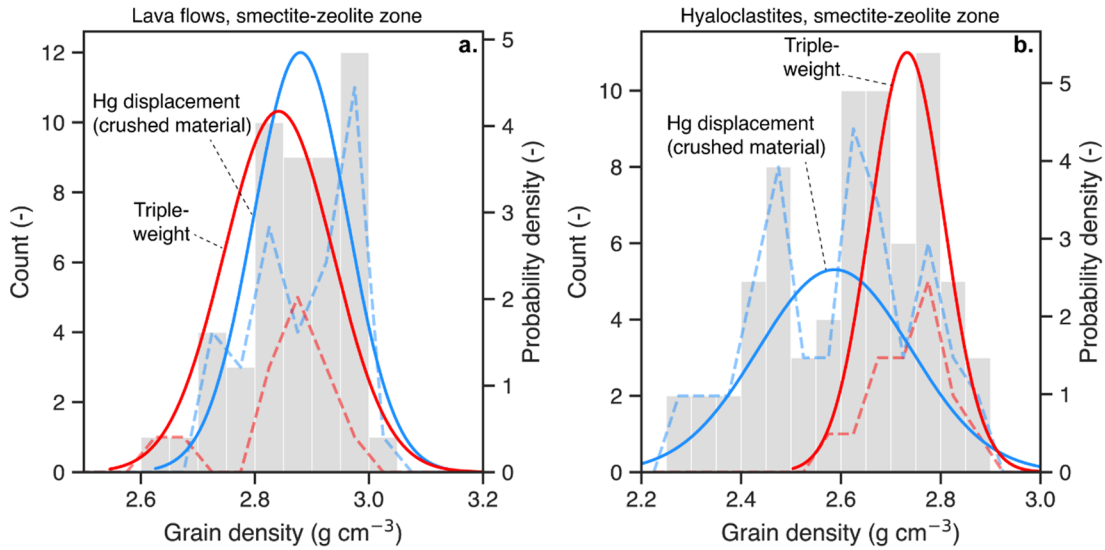 Lava flows, smectite-zeolite zone
a.
12
10
8
6
4
2
0
Count (-)
5
4
3
2
1
0
Probability density (-)
Hg displacement
(crushed material)
Triple-
weight
2.6
2.8
3.0
3.2
Grain density (g cm⁻³)
Hyaloclastites, smectite-zeolite zone
b.
10
8
6
4
2
0
Count (-)
5
4
3
2
1
0
Probability density (-)
Triple-
weight
Hg displacement
(crushed material)
2.2
2.4
2.6
2.8
3.0
Grain density (g cm⁻³)